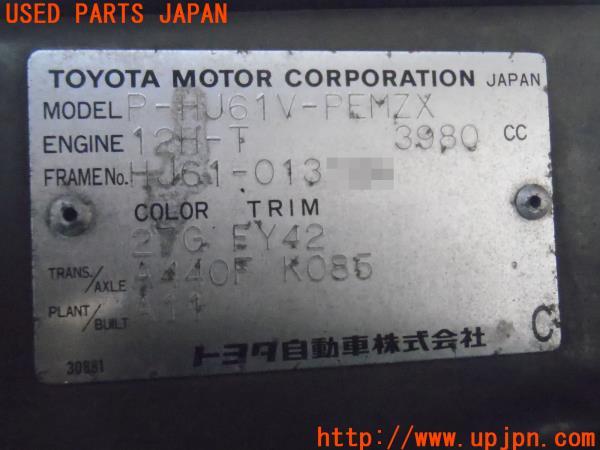 USED PARTS JAPAN
TOYOTA MOTOR CORPORATION JAPAN
MODEL P-HJ61V-PEMZX
ENGINE 12H-T 3980 CC
FRAME No. HJ61-013
COLOR TRIM
27G EY42
TRANS./AXLE A440F K085
PLANT/BUILT A11
トヨタ自動車株式会社
C
30881
UPJ http://www.upjpn.com